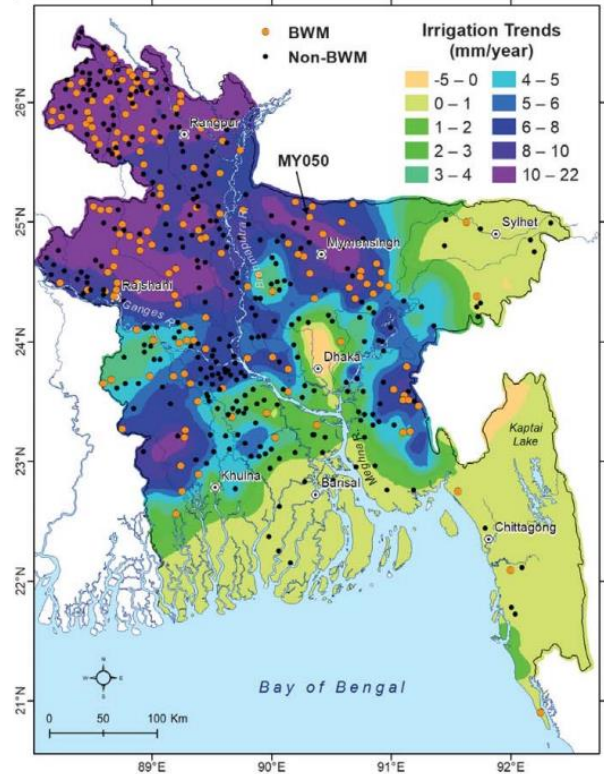 BWM
Non-BWM
Irrigation Trends
(mm/year)
-5 – 0
0 – 1
1 – 2
2 – 3
3 – 4
4 – 5
5 – 6
6 – 8
8 – 10
10 – 22
26°N
Rangpur
MY050
25°N
Sylhet
Mymensingh
Brahmaputra R.
Rajshahi
Ganges R.
24°N
Dhaka
Kaptai
Lake
Meghna R.
23°N
Khulna
Barisal
Chittagong
22°N
N
W
E
S
Bay of Bengal
21°N
0 50 100 Km
89°E 90°E 91°E 92°E